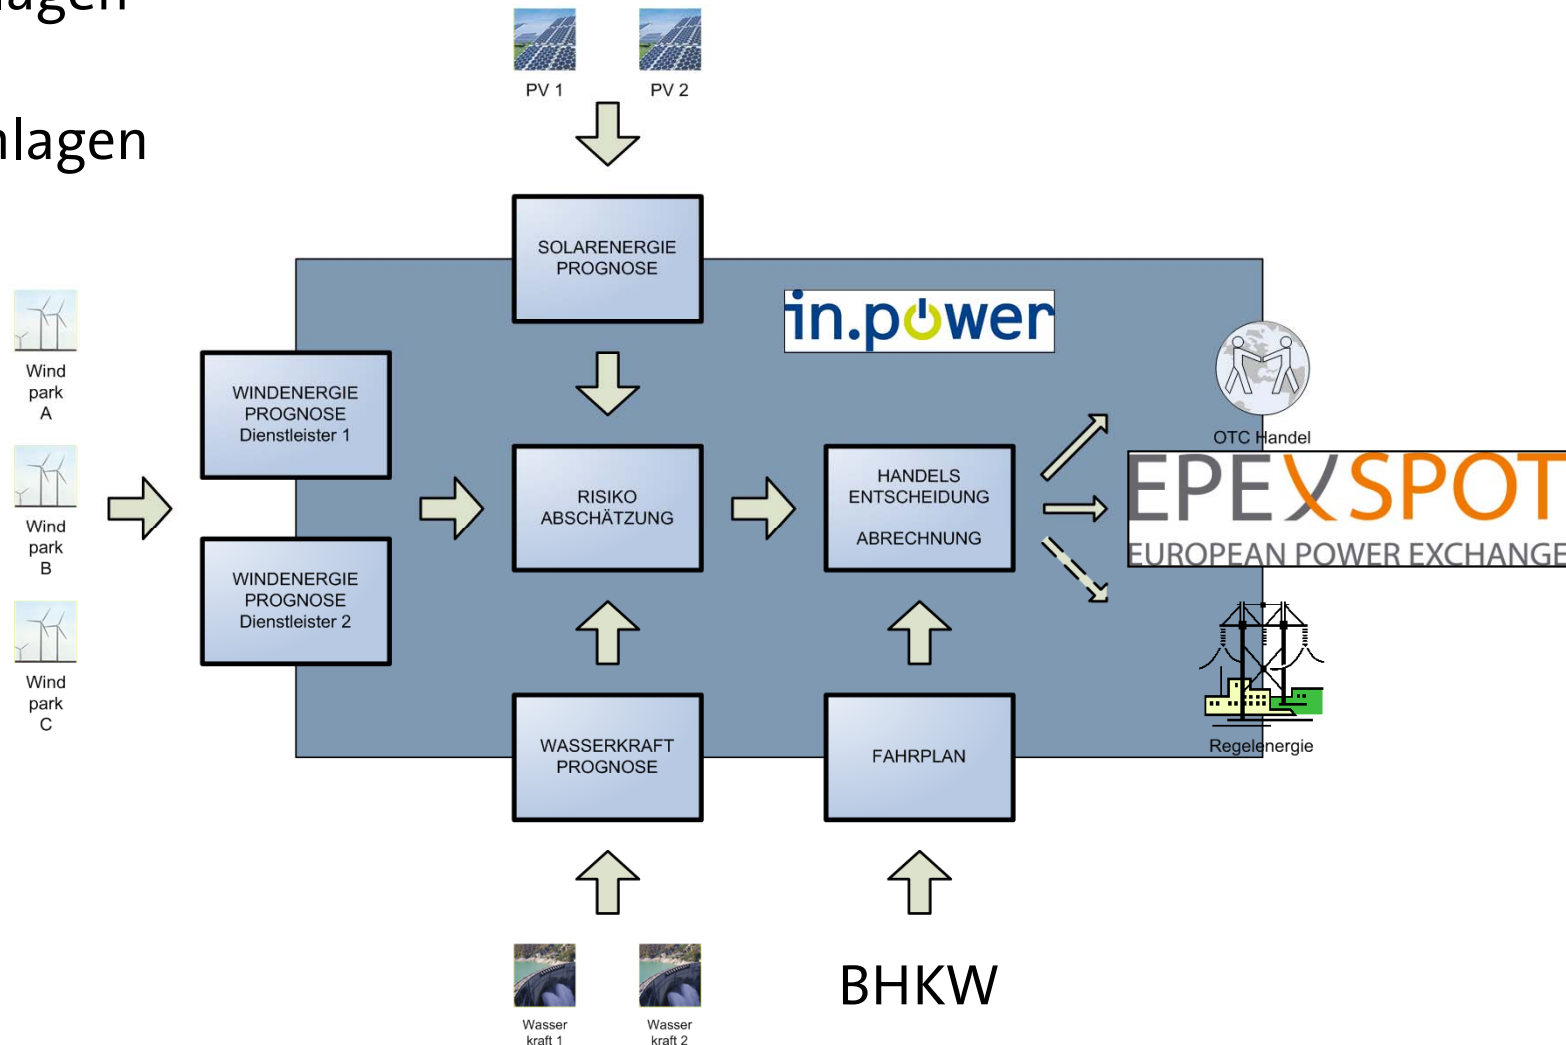 PV 1
PV 2
SOLARENERGIE
PROGNOSE
in.power
Wind
park
A
WINDENERGIE
PROGNOSE
Dienstleister 1
OTC Handel
Wind
park
B
RISIKO
ABSCHÄTZUNG
HANDELS
ENTSCHEIDUNG
ABRECHNUNG
EPEXSPOT
EUROPEAN POWER EXCHANGE
WINDENERGIE
PROGNOSE
Dienstleister 2
Wind
park
C
WASSERKRAFT
PROGNOSE
FAHRPLAN
Regelenergie
BHKW
Wasser
kraft 1
Wasser
kraft 2